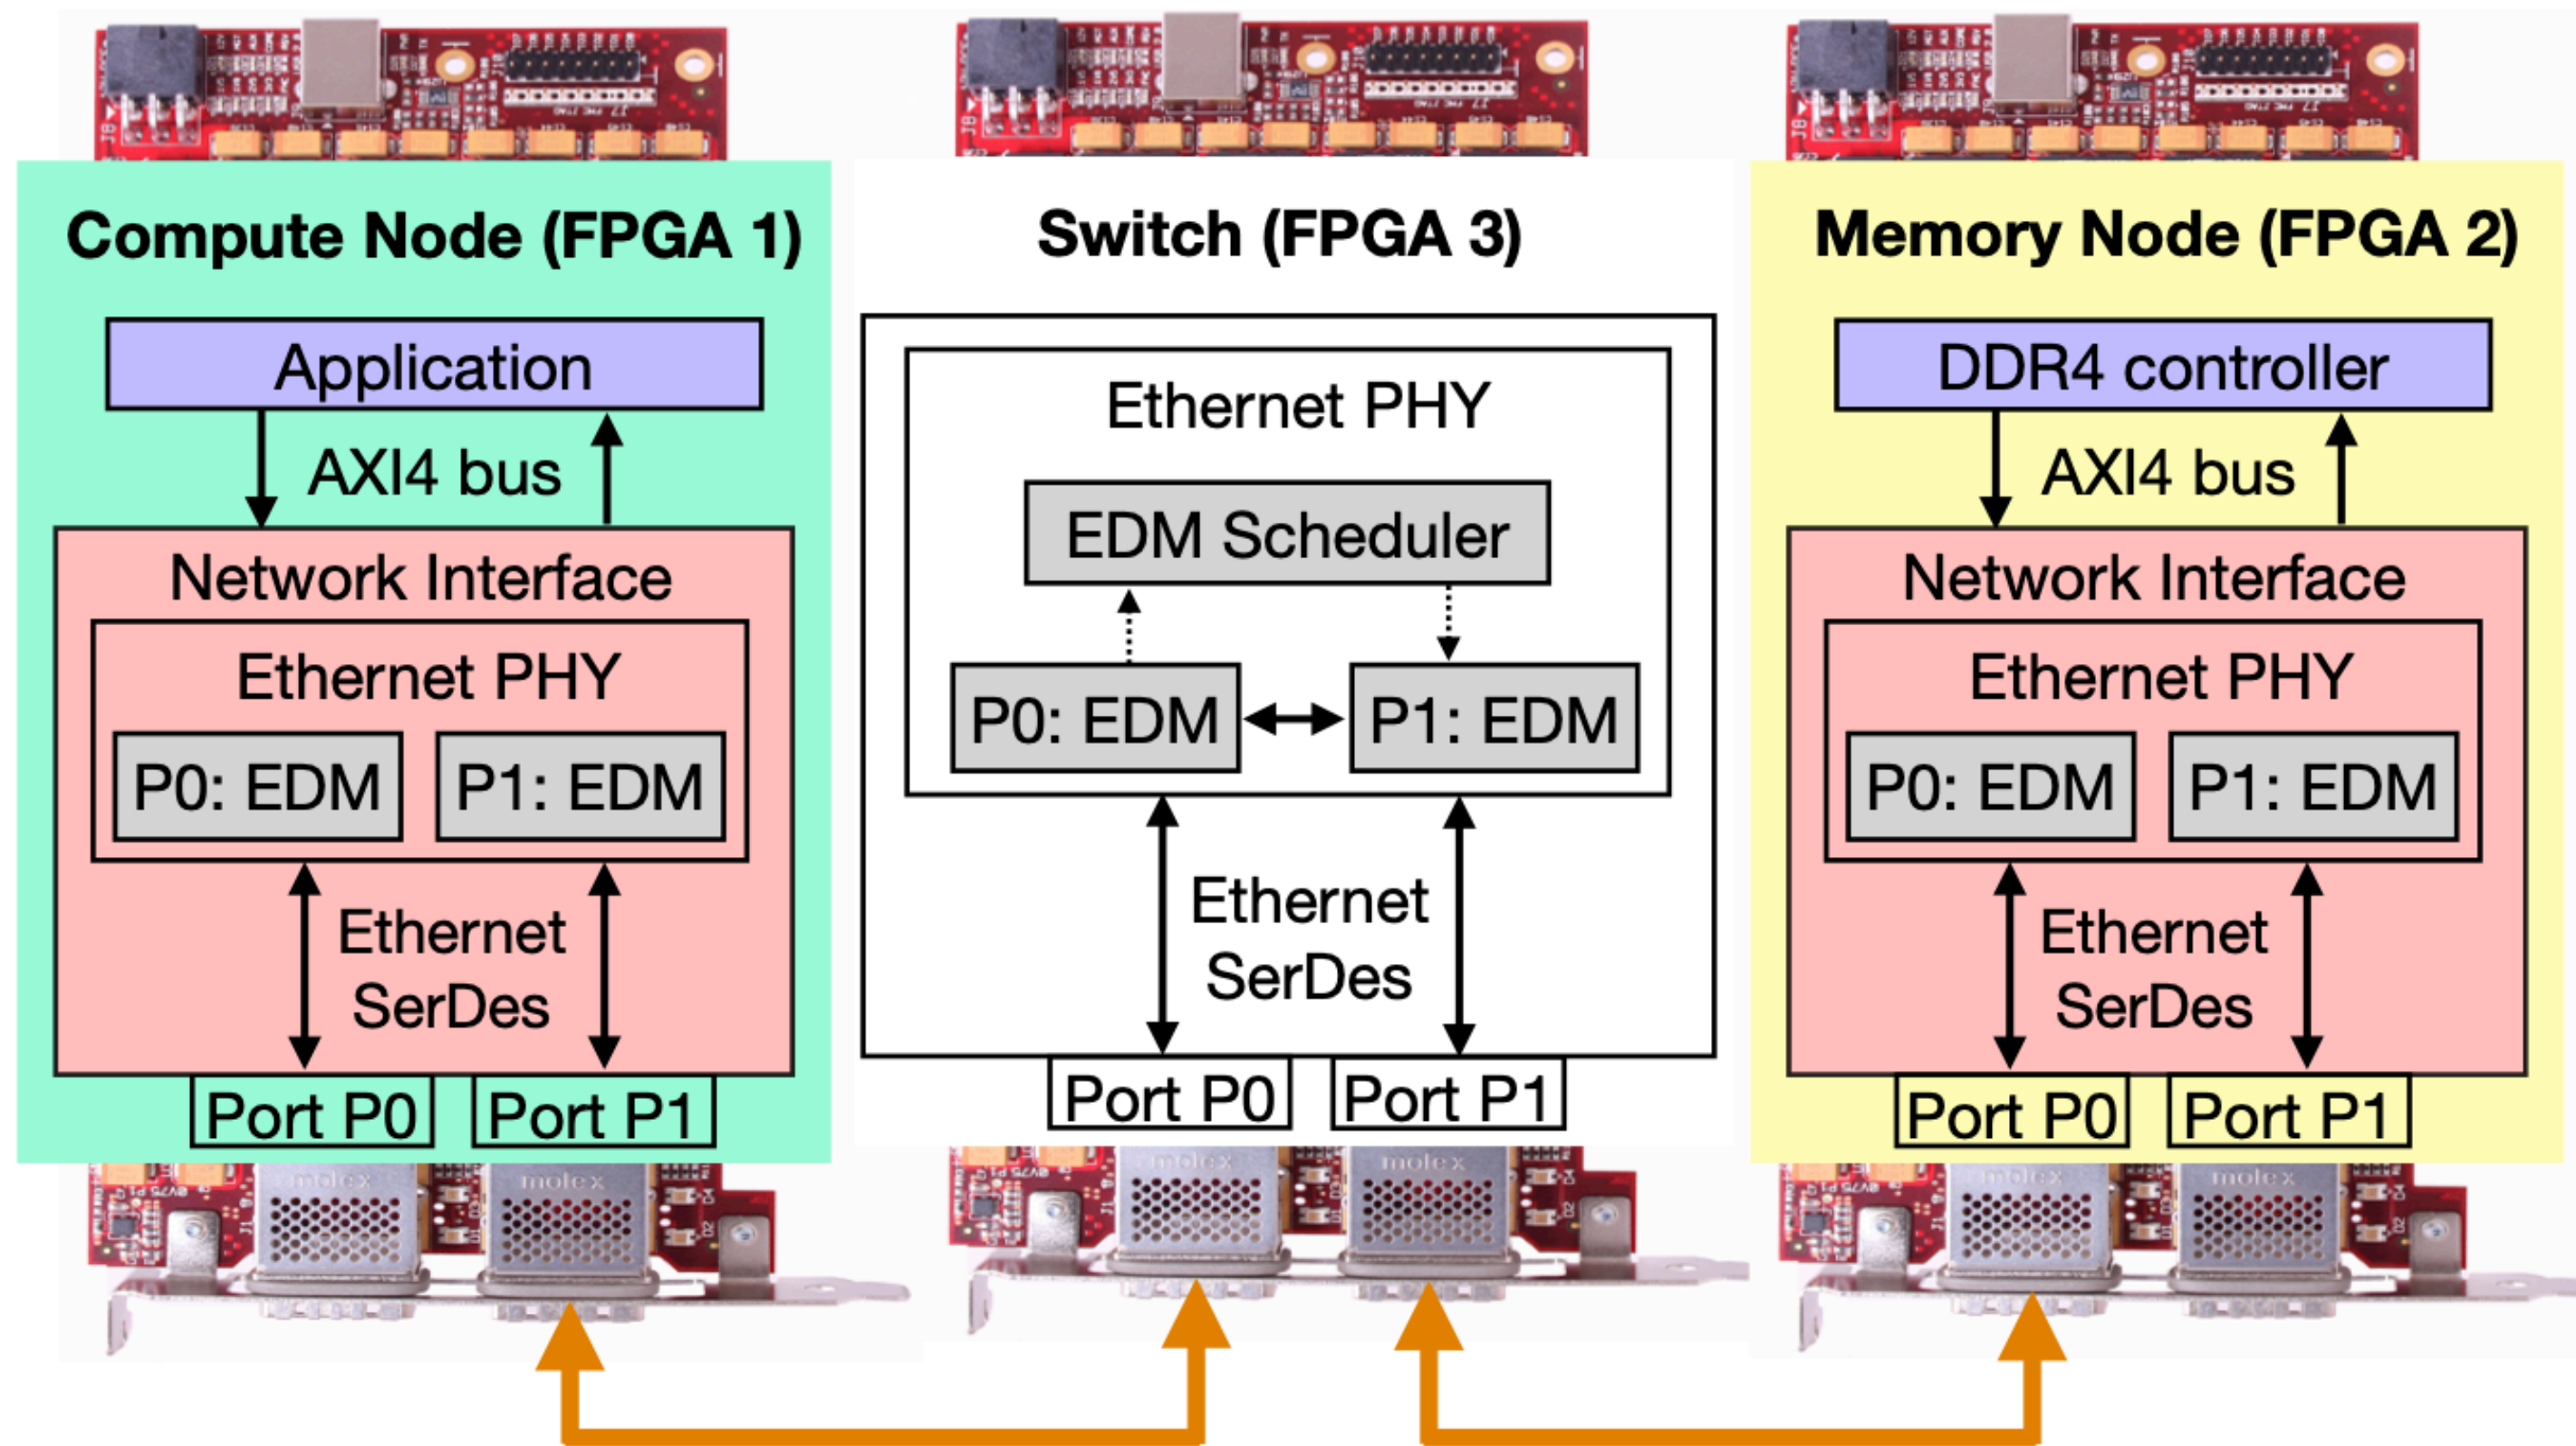 Compute Node (FPGA 1)
Application
AXI4 bus
Network Interface
Ethernet PHY
P0: EDM
P1: EDM
Ethernet
SerDes
Port P0
Port P1
molex
molex
Switch (FPGA 3)
Ethernet PHY
EDM Scheduler
P0: EDM
P1: EDM
Ethernet
SerDes
Port P0
Port P1
molex
molex
Memory Node (FPGA 2)
DDR4 controller
AXI4 bus
Network Interface
Ethernet PHY
P0: EDM
P1: EDM
Ethernet
SerDes
Port P0
Port P1
molex
molex